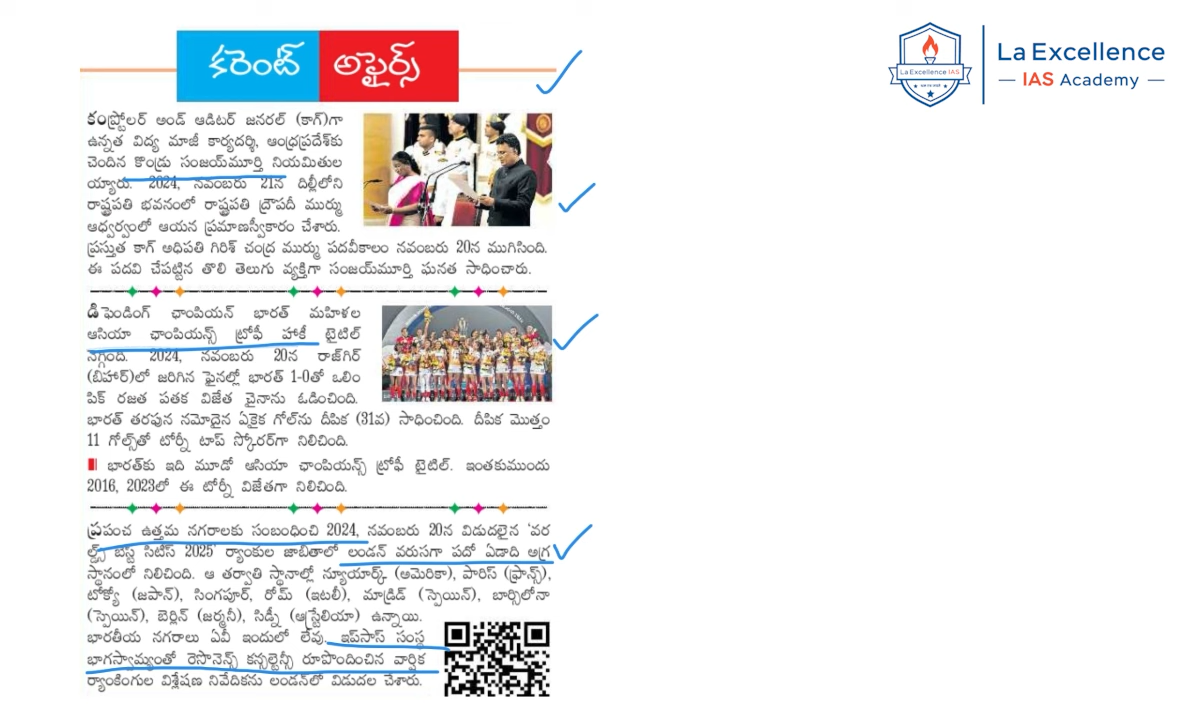 కరెంట్ అఫైర్స్
La Excellence
IAS Academy
La Excellence IAS
కంప్ట్రోలర్ అండ్ ఆడిటర్ జనరల్ (కాగ్)గా
ఉన్నత విద్య మాజీ కార్యదర్శి, ఆంధ్రప్రదేశ్‌కు
చెందిన కొండ్రు సంజయ్‌మూర్తి నియమితుల
య్యారు. 2024, నవంబరు 21న దిల్లీలోని
రాష్ట్రపతి భవనంలో రాష్ట్రపతి ద్రౌపదీ ముర్ము
ఆధ్వర్యంలో ఆయన ప్రమాణస్వీకారం చేశారు.
ప్రస్తుత కాగ్ అధిపతి గిరిశ్ చంద్ర ముర్ము పదవీకాలం నవంబరు 20న ముగిసింది.
ఈ పదవి చేపట్టిన తొలి తెలుగు వ్యక్తిగా సంజయ్‌మూర్తి ఘనత సాధించారు.
డిఫెండింగ్ ఛాంపియన్ భారత్ మహిళల
ఆసియా ఛాంపియన్స్ ట్రోఫీ హాకీ టైటిల్
నెగ్గింది. 2024, నవంబరు 20న రాజ్‌గిర్
(బిహార్)లో జరిగిన ఫైనల్లో భారత్ 1-0తో ఒలిం
పిక్ రజత పతక విజేత చైనాను ఓడించింది.
భారత్ తరఫున నమోదైన ఏకైక గోల్‌ను దీపిక (31వ) సాధించింది. దీపిక మొత్తం
11 గోల్స్‌తో టోర్నీ టాప్ స్కోరర్‌గా నిలిచింది.
భారత్‌కు ఇది మూడో ఆసియా ఛాంపియన్స్ ట్రోఫీ టైటిల్. ఇంతకుముందు
2016, 2023లో ఈ టోర్నీ విజేతగా నిలిచింది.
ప్రపంచ ఉత్తమ నగరాలకు సంబంధించి 2024, నవంబరు 20న విడుదలైన 'వర
ల్డ్స్ బెస్ట్ సిటీస్ 2025' ర్యాంకుల జాబితాలో లండన్ వరుసగా పదో ఏడాది అగ్ర
స్థానంలో నిలిచింది. ఆ తర్వాతి స్థానాల్లో న్యూయార్క్ (అమెరికా), పారిస్ (ఫ్రాన్స్),
టోక్యో (జపాన్), సింగపూర్, రోమ్ (ఇటలీ), మాడ్రిడ్ (స్పెయిన్), బార్సిలోనా
(స్పెయిన్), బెర్లిన్ (జర్మనీ), సిడ్నీ (ఆస్ట్రేలియా) ఉన్నాయి.
భారతీయ నగరాలు ఏవీ ఇందులో లేవు. ఇప్‌సాస్ సంస్థ
భాగస్వామ్యంతో రెసొనెన్స్ కన్సల్టెన్సీ రూపొందించిన వార్షిక
ర్యాంకింగుల విశ్లేషణ నివేదికను లండన్‌లో విడుదల చేశారు.